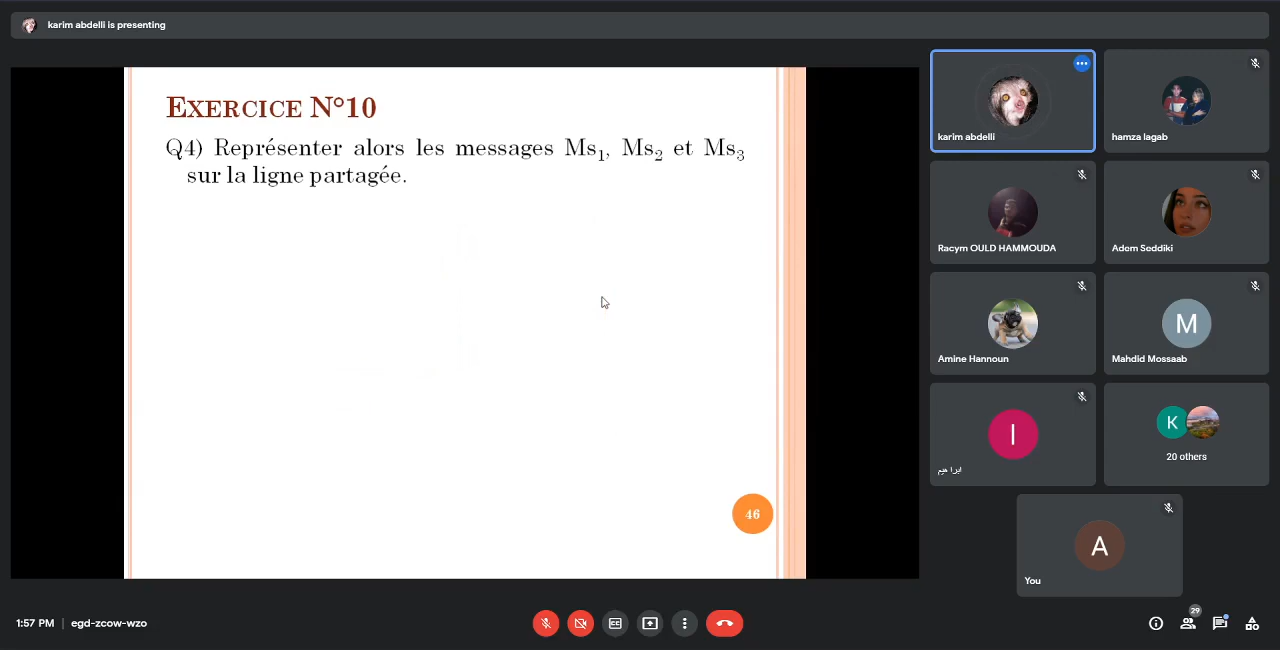 karim abdelli is presenting
EXERCICE N°10
Q4) Représenter alors les messages Ms1, Ms2 et Ms3
sur la ligne partagée.
46
karim abdelli
hamza lagab
Racym OULD HAMMOUDA
Adem Seddiki
Amine Hannoun
M
Mahdid Mossaab
I
ابراهيم
K
20 others
A
You
1:57 PM | egd-zcow-wzo
29